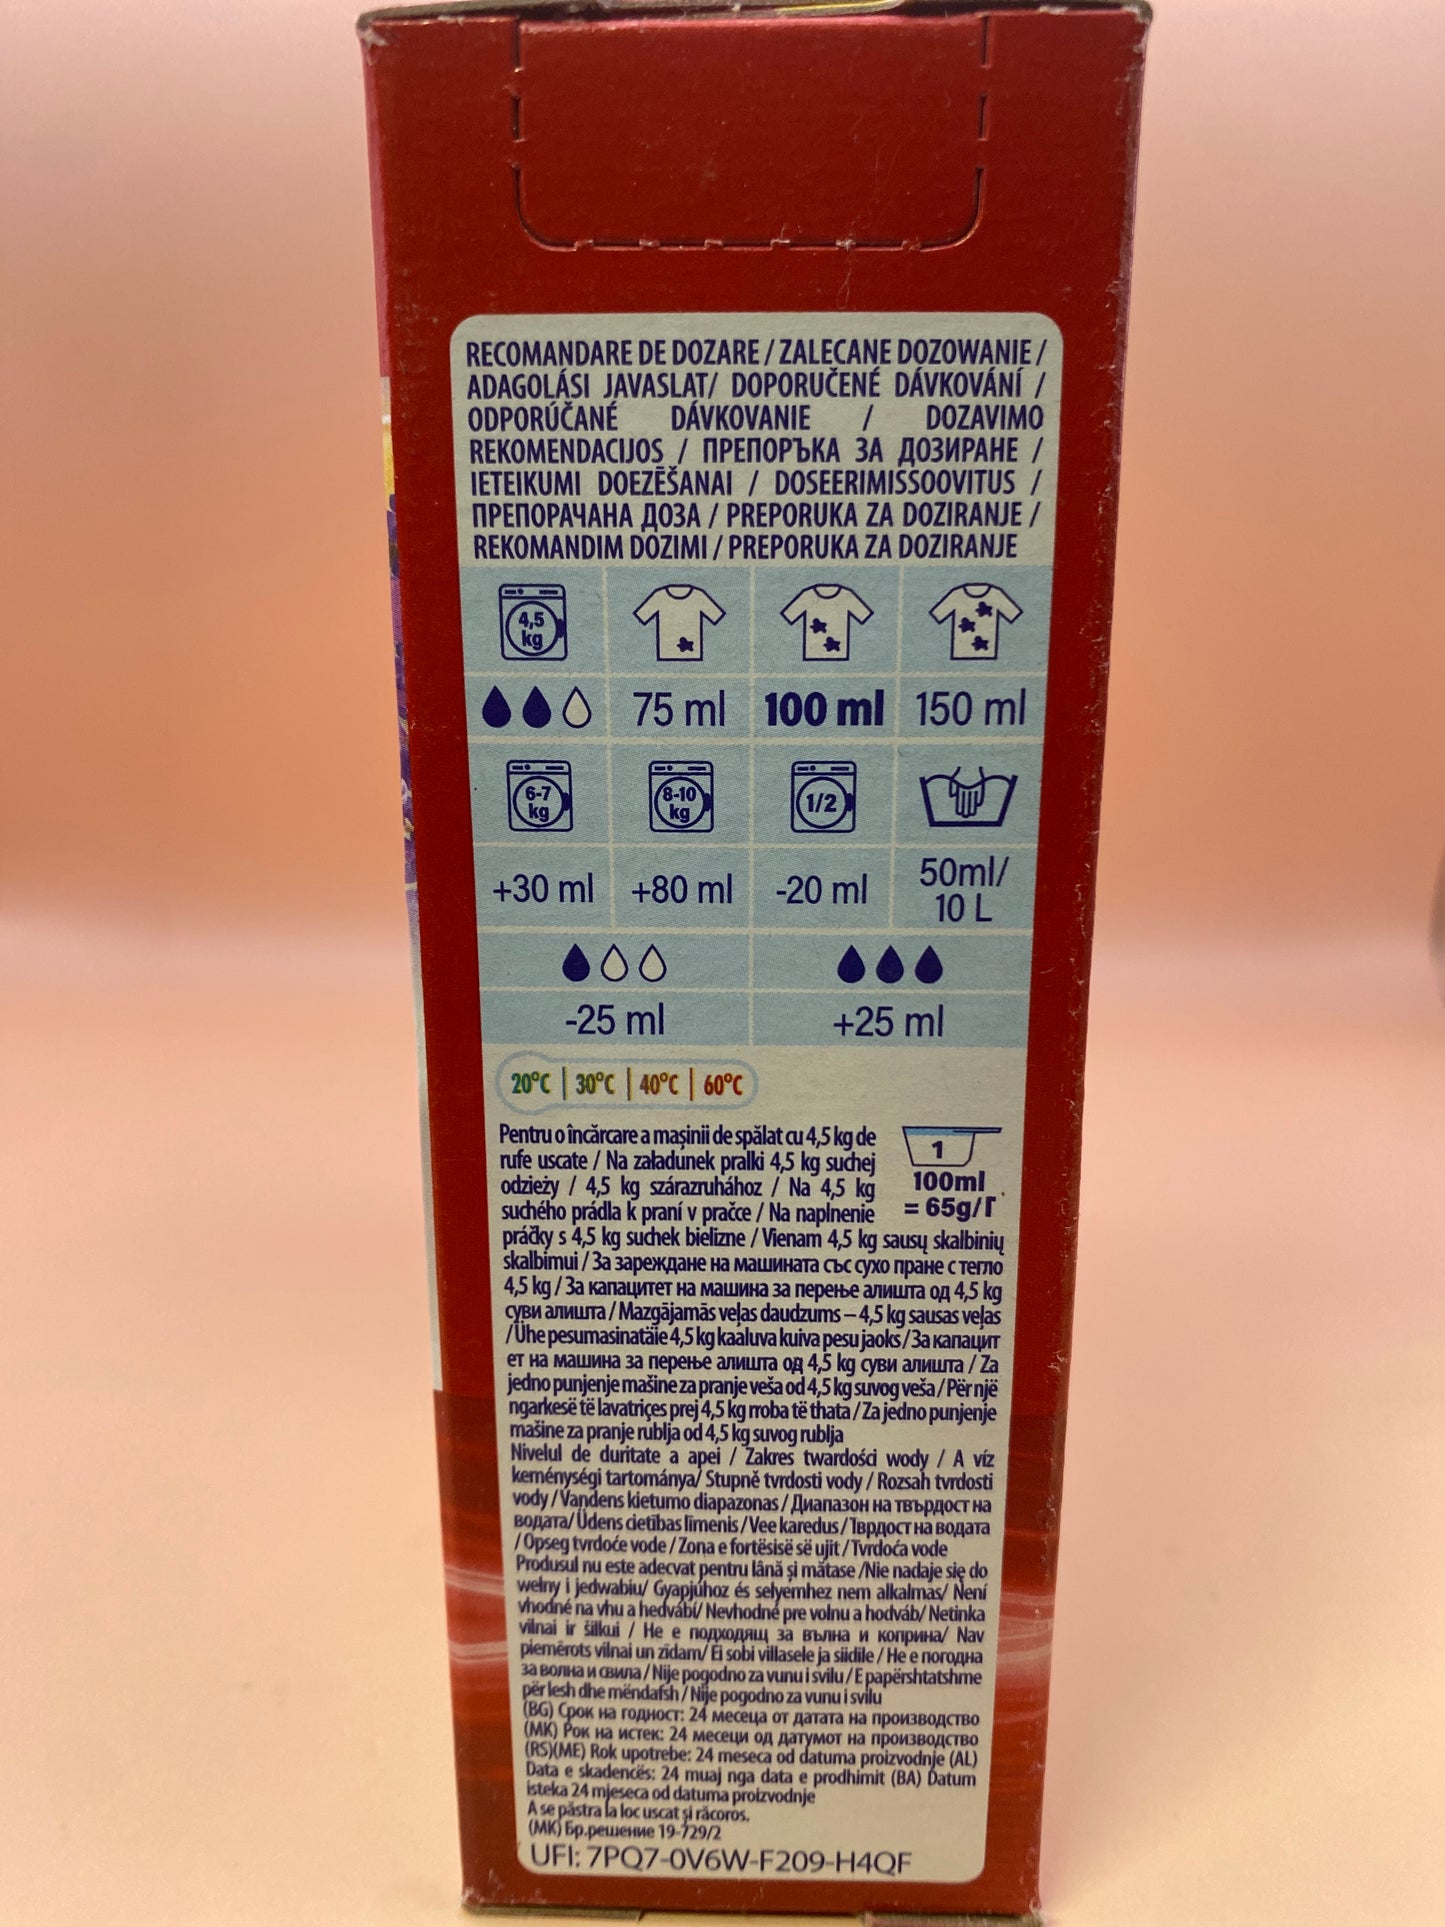 RECOMANDARE DE DOZARE / ZALECANE DOZOWANIE /
ADAGOLÁSI JAVASLAT/ DOPORUČENÉ DÁVKOVÁNÍ /
ODPORÚČANÉ DÁVKOVANIE / DOZAVIMO
REKOMENDACIJOS / ПРЕПОРЪКА ЗА ДОЗИРАНЕ /
IETEIKUMI DOEZĒŠANAI / DOSEERIMISSOOVITUS /
ПРЕПОРАЧАНА ДОЗА / PREPORUKA ZA DOZIRANJE /
REKOMANDIM DOZIMI / PREPORUKA ZA DOZIRANJE
4,5
kg
75 ml 100 ml 150 ml
6-7
kg
8-10
kg
1/2
+30 ml +80 ml -20 ml 50ml/
10 L
-25 ml +25 ml
20°C | 30°C | 40°C | 60°C
1
100ml
= 65g/Г
Pentru o încărcare a mașinii de spălat cu 4,5 kg de
rufe uscate / Na załadunek pralki 4,5 kg suchej
odzieży / 4,5 kg szárazruhához / Na 4,5 kg
suchého prádla k praní v pračce / Na naplnenie
práčky s 4,5 kg suchek bielizne / Vienam 4,5 kg sausų skalbinių
skalbimui / За зареждане на машината със сухо пране с тегло
4,5 kg / За капацитет на машина за перење алишта од 4,5 kg
суви алишта / Mazgājamās veļas daudzums – 4,5 kg sausas veļas
/ Ühe pesumasinatäie 4,5 kg kaaluva kuiva pesu jaoks / За капацит
ет на машина за перење алишта од 4,5 kg суви алишта / Za
jedno punjenje mašine za pranje veša od 4,5 kg suvog veša / Për një
ngarkesë të lavatriçes prej 4,5 kg rroba të thata / Za jedno punjenje
mašine za pranje rublja od 4,5 kg suvog rublja
Nivelul de duritate a apei / Zakres twardości wody / A víz
keménységi tartománya/ Stupně tvrdosti vody / Rozsah tvrdosti
vody / Vandens kietumo diapazonas / Диапазон на твърдост на
водата/ Ūdens cietības līmenis / Vee karedus / Тврдост на водата
/ Opseg tvrdoće vode / Zona e fortësisë së ujit / Tvrdoća vode
Produsul nu este adecvat pentru lână și mătase /Nie nadaje się do
wełny i jedwabiu/ Gyapjúhoz és selyemhez nem alkalmas/ Není
vhodné na vhu a hedvábí/ Nevhodné pre volnu a hodváb/ Netinka
vilnai ir šilkui / Не е подходящ за вълна и коприна/ Nav
piemērots vilnai un zīdam/ Ei sobi villasele ja siidile / Не е погодна
за волна и свила / Nije pogodno za vunu i svilu / E papërshtatshme
për lesh dhe mëndafsh / Nije pogodno za vunu i svilu
(BG) Срок на годност: 24 месеца от датата на производство
(MK) Рок на истек: 24 месеци од датумот на производство
(RS)(ME) Rok upotrebe: 24 meseca od datuma proizvodnje (AL)
Data e skadencës: 24 muaj nga data e prodhimit (BA) Datum
isteka 24 mjeseca od datuma proizvodnje
A se păstra la loc uscat și răcoros.
(MK) Бр.решение 19-729/2
UFI: 7PQ7-0V6W-F209-H4QF